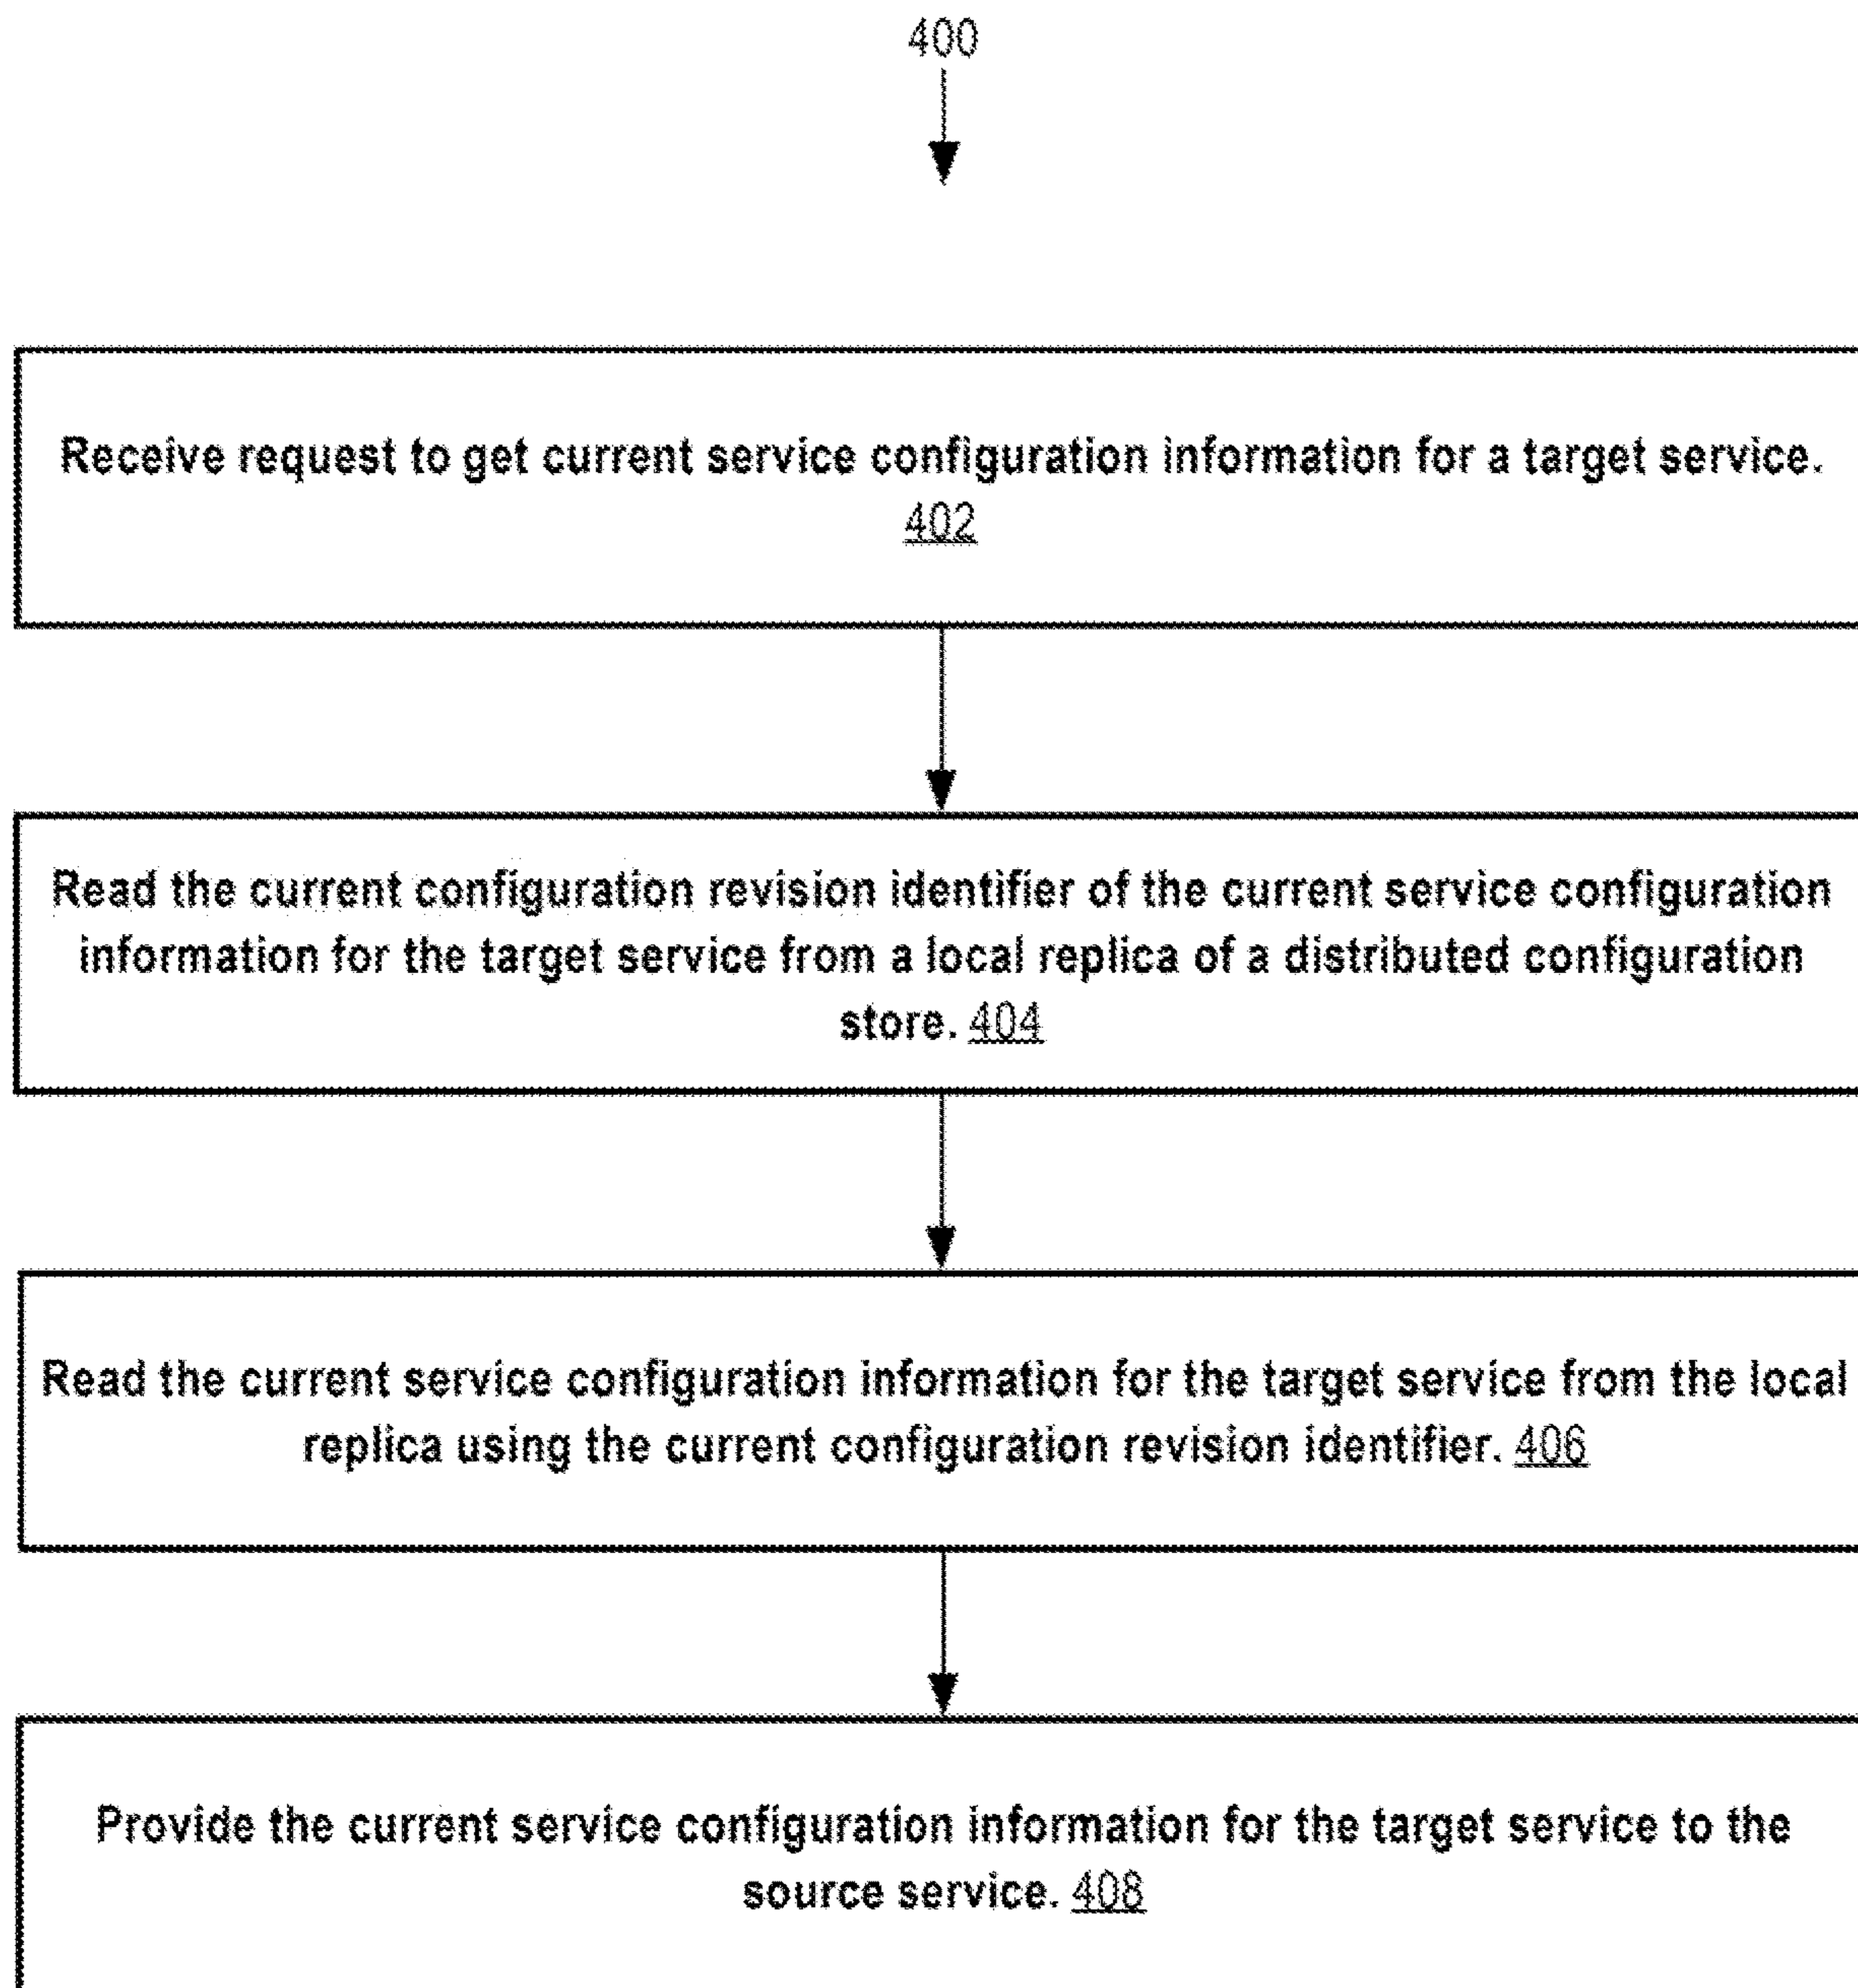 400
Receive request to get current service configuration information for a target service.
402
Read the current configuration revision identifier of the current service configuration
information for the target service from a local replica of a distributed configuration
store. 404
Read the current service configuration information for the target service from the local
replica using the current configuration revision identifier. 406
Provide the current service configuration information for the target service to the
source service. 408